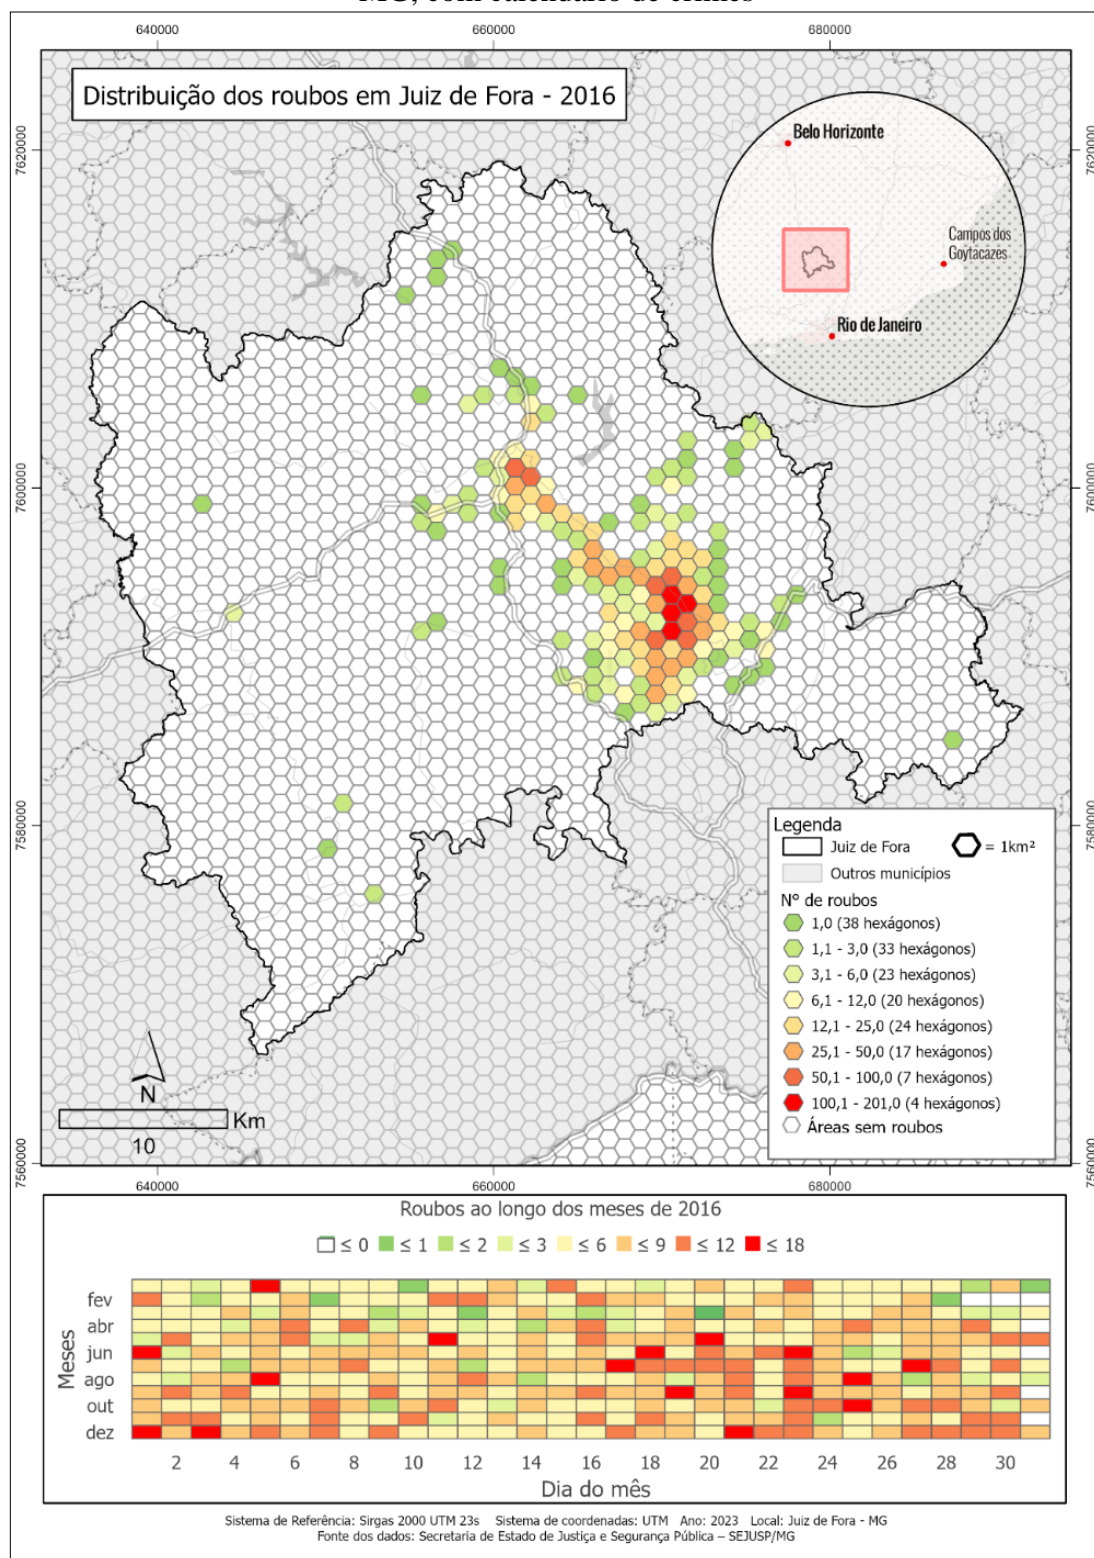 MG, com calendário de crimes
640000 660000 680000
Distribuição dos roubos em Juiz de Fora - 2016
Belo Horizonte
7620000 7620000
Campos dos
Goytacazes
Rio de Janeiro
7600000 7600000
Legenda
Juiz de Fora = 1km²
Outros municípios
N° de roubos
1,0 (38 hexágonos)
1,1 - 3,0 (33 hexágonos)
3,1 - 6,0 (23 hexágonos)
6,1 - 12,0 (20 hexágonos)
12,1 - 25,0 (24 hexágonos)
25,1 - 50,0 (17 hexágonos)
50,1 - 100,0 (7 hexágonos)
100,1 - 201,0 (4 hexágonos)
Áreas sem roubos
7580000 7580000
N
Km
10
7560000 7560000
640000 660000 680000
Roubos ao longo dos meses de 2016
≤ 0 ≤ 1 ≤ 2 ≤ 3 ≤ 6 ≤ 9 ≤ 12 ≤ 18
Meses
fev
abr
jun
ago
out
dez
2 4 6 8 10 12 14 16 18 20 22 24 26 28 30
Dia do mês
Sistema de Referência: Sirgas 2000 UTM 23s Sistema de coordenadas: UTM Ano: 2023 Local: Juiz de Fora - MG
Fonte dos dados: Secretaria de Estado de Justiça e Segurança Pública – SEJUSP/MG